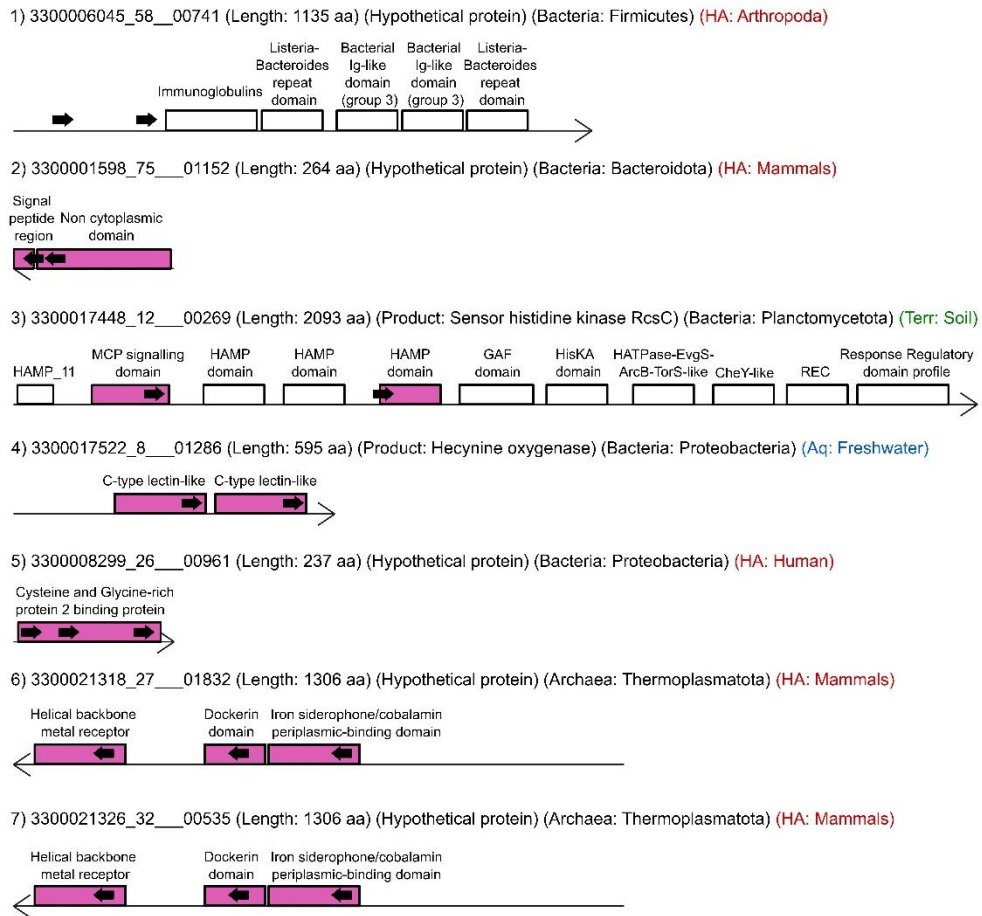 1) 3300006045_58__00741 (Length: 1135 aa) (Hypothetical protein) (Bacteria: Firmicutes) (HA: Arthropoda)
Immunoglobulins
Listeria-
Bacteroides
repeat
domain
Bacterial
Ig-like
domain
(group 3)
Bacterial
Ig-like
domain
(group 3)
Listeria-
Bacteroides
repeat
domain
2) 3300001598_75___01152 (Length: 264 aa) (Hypothetical protein) (Bacteria: Bacteroidota) (HA: Mammals)
Signal
peptide
region
Non cytoplasmic
domain
3) 3300017448_12___00269 (Length: 2093 aa) (Product: Sensor histidine kinase RcsC) (Bacteria: Planctomycetota) (Terr: Soil)
HAMP_11
MCP signalling
domain
HAMP
domain
HAMP
domain
HAMP
domain
GAF
domain
HisKA
domain
HATPase-EvgS-
ArcB-TorS-like
CheY-like
REC
Response Regulatory
domain profile
4) 3300017522_8___01286 (Length: 595 aa) (Product: Hecynine oxygenase) (Bacteria: Proteobacteria) (Aq: Freshwater)
C-type lectin-like
C-type lectin-like
5) 3300008299_26___00961 (Length: 237 aa) (Hypothetical protein) (Bacteria: Proteobacteria) (HA: Human)
Cysteine and Glycine-rich
protein 2 binding protein
6) 3300021318_27___01832 (Length: 1306 aa) (Hypothetical protein) (Archaea: Thermoplasmatota) (HA: Mammals)
Helical backbone
metal receptor
Dockerin
domain
Iron siderophone/cobalamin
periplasmic-binding domain
7) 3300021326_32___00535 (Length: 1306 aa) (Hypothetical protein) (Archaea: Thermoplasmatota) (HA: Mammals)
Helical backbone
metal receptor
Dockerin
domain
Iron siderophone/cobalamin
periplasmic-binding domain